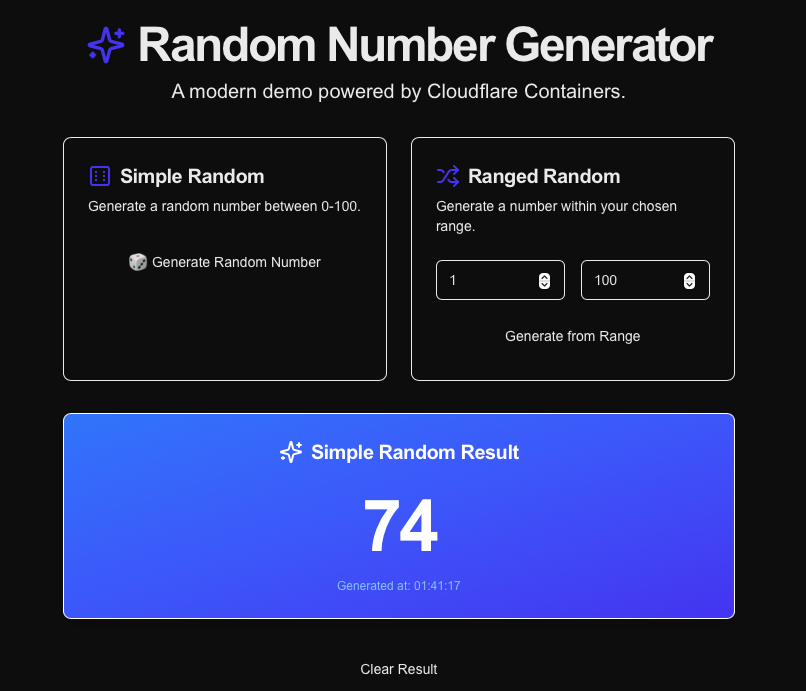 Random Number Generator
A modern demo powered by Cloudflare Containers.
Simple Random
Generate a random number between 0-100.
🎲 Generate Random Number
Ranged Random
Generate a number within your chosen
range.
1
100
Generate from Range
Simple Random Result
74
Generated at: 01:41:17
Clear Result